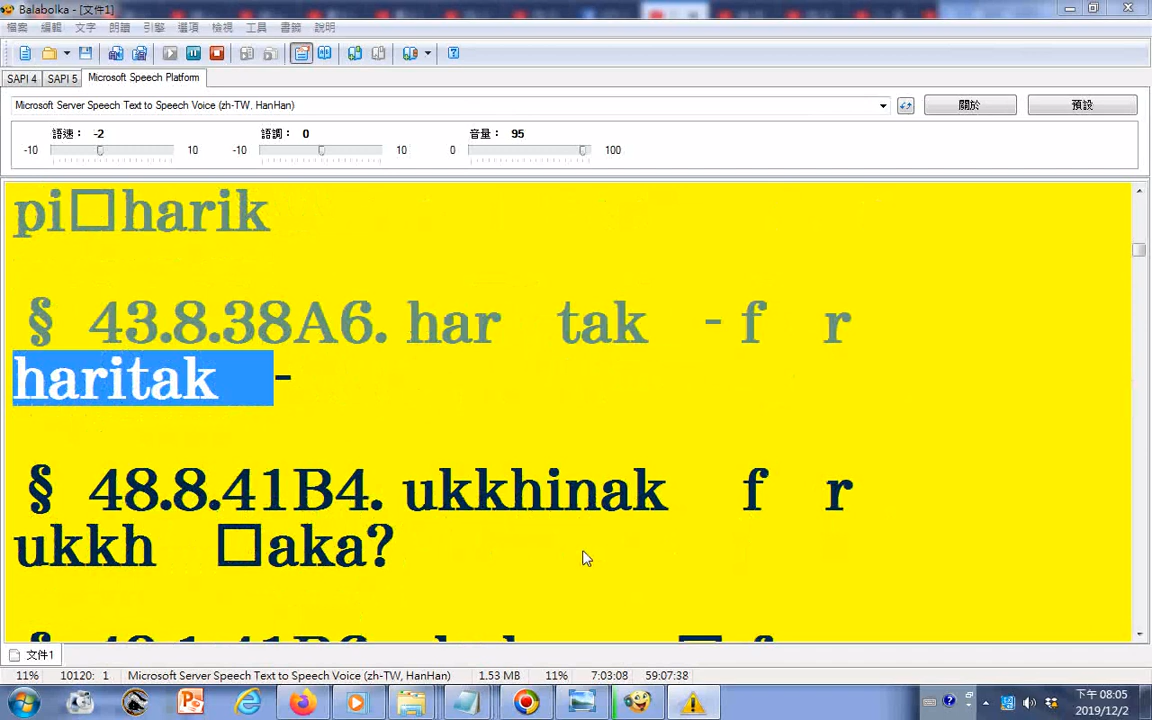 Balabolka - [文件1]
檔案 編輯 文字 朗讀 引擎 選項 檢視 工具 書籤 說明
SAPI 4 SAPI 5 Microsoft Speech Platform
Microsoft Server Speech Text to Speech Voice (zh-TW, HanHan) 關於 預設
語速： -2 語調： 0 音量： 95
-10 10 -10 10 0 100
pi□harik
§ 43.8.38A6. har tak - f r
haritak -
§ 48.8.41B4. ukkhinak f r
ukkh □aka?
文件1
11% 10120: 1 Microsoft Server Speech Text to Speech Voice (zh-TW, HanHan) 1.53 MB 11% 7:03:08 59:07:38
下午 08:05
2019/12/2